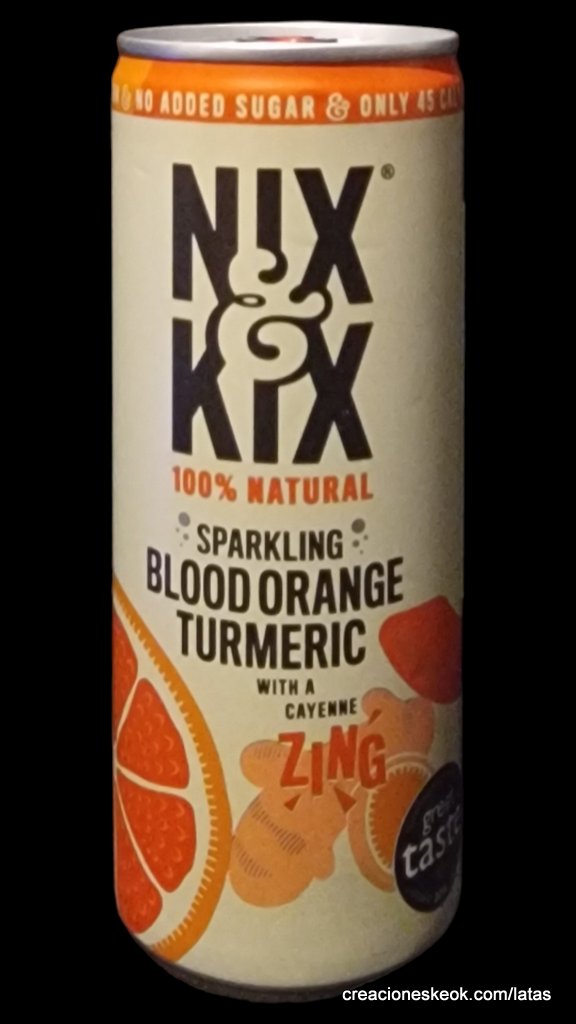 & NO ADDED SUGAR & ONLY 45
NIX®
&
KIX
100% NATURAL
SPARKLING
BLOOD ORANGE
TURMERIC
WITH A
CAYENNE
ZING
great
taste
creacioneskeok.com/latas